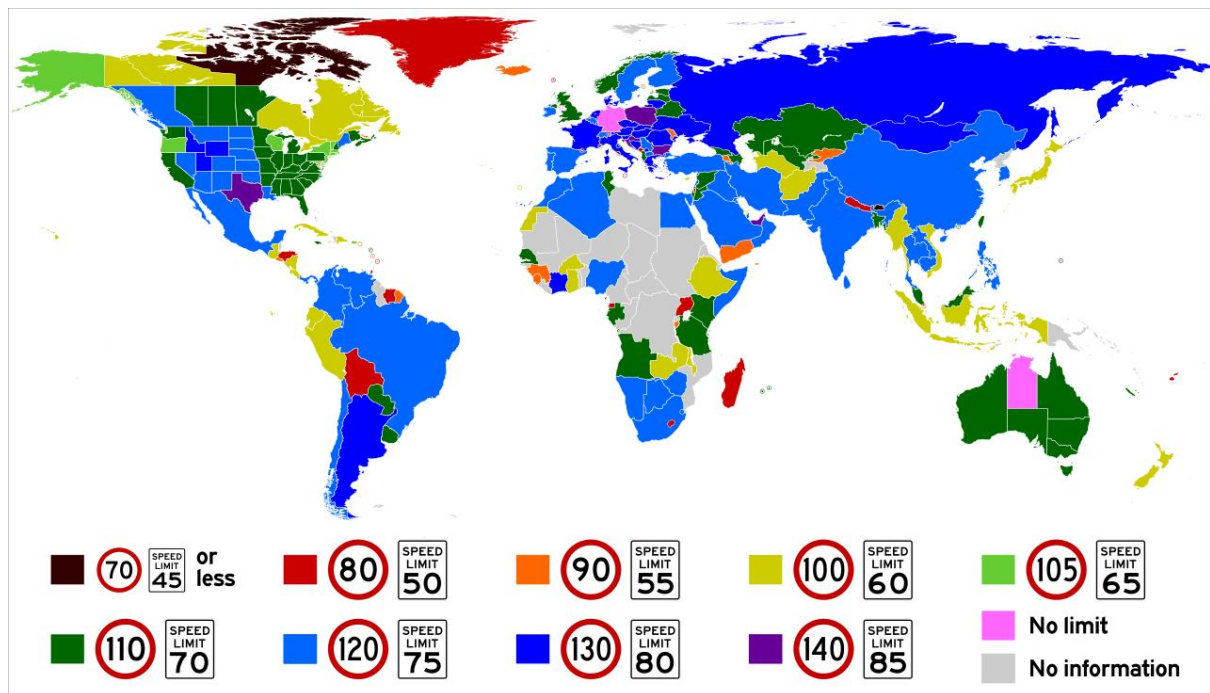 70 SPEED LIMIT 45 or less
80 SPEED LIMIT 50
90 SPEED LIMIT 55
100 SPEED LIMIT 60
105 SPEED LIMIT 65
110 SPEED LIMIT 70
120 SPEED LIMIT 75
130 SPEED LIMIT 80
140 SPEED LIMIT 85
No limit
No information